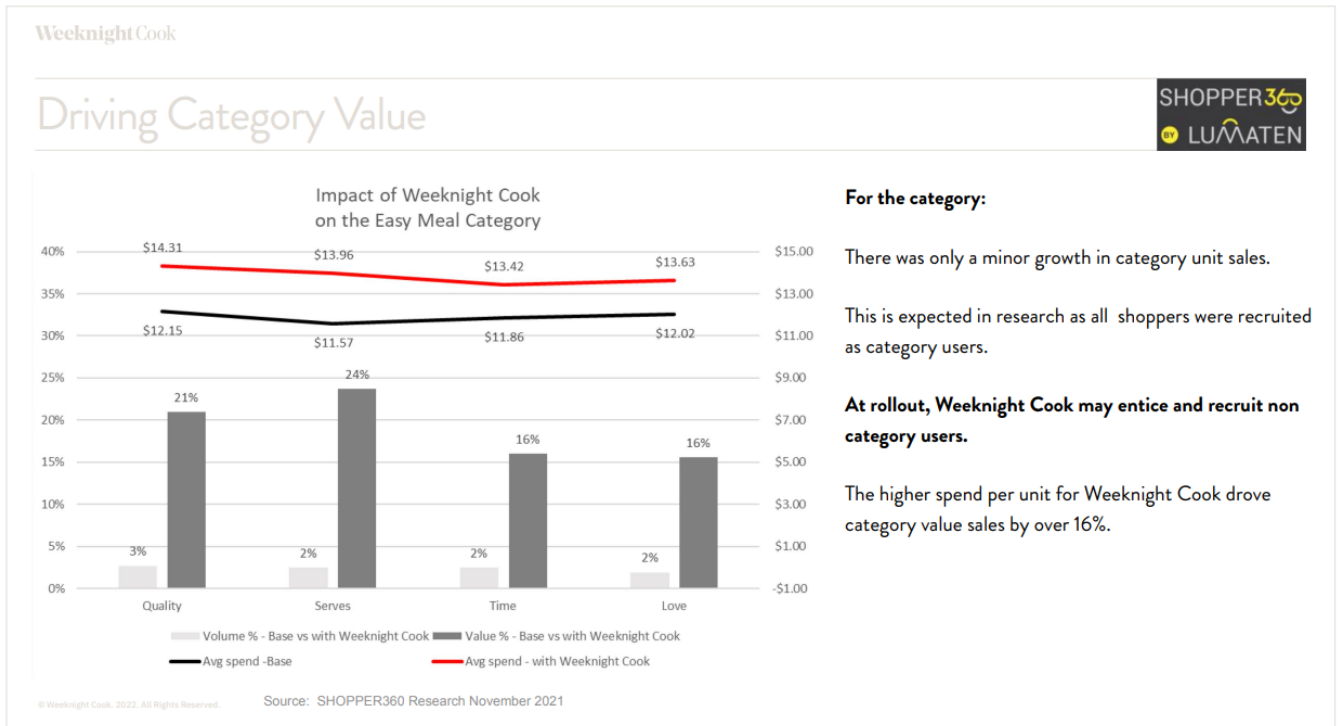 Weeknight Cook
Driving Category Value
SHOPPER360
BY LUMATEN
Impact of Weeknight Cook
on the Easy Meal Category
40%
35%
30%
25%
20%
15%
10%
5%
0%
$14.31
$13.96
$13.42
$13.63
$12.15
$11.57
$11.86
$12.02
21%
24%
16%
16%
3%
2%
2%
2%
$15.00
$13.00
$11.00
$9.00
$7.00
$5.00
$3.00
$1.00
-$1.00
Quality
Serves
Time
Love
Volume % - Base vs with Weeknight Cook
Value % - Base vs with Weeknight Cook
Avg spend -Base
Avg spend - with Weeknight Cook
For the category:
There was only a minor growth in category unit sales.
This is expected in research as all shoppers were recruited
as category users.
At rollout, Weeknight Cook may entice and recruit non
category users.
The higher spend per unit for Weeknight Cook drove
category value sales by over 16%.
© Weeknight Cook. 2022. All Rights Reserved.
Source: SHOPPER360 Research November 2021